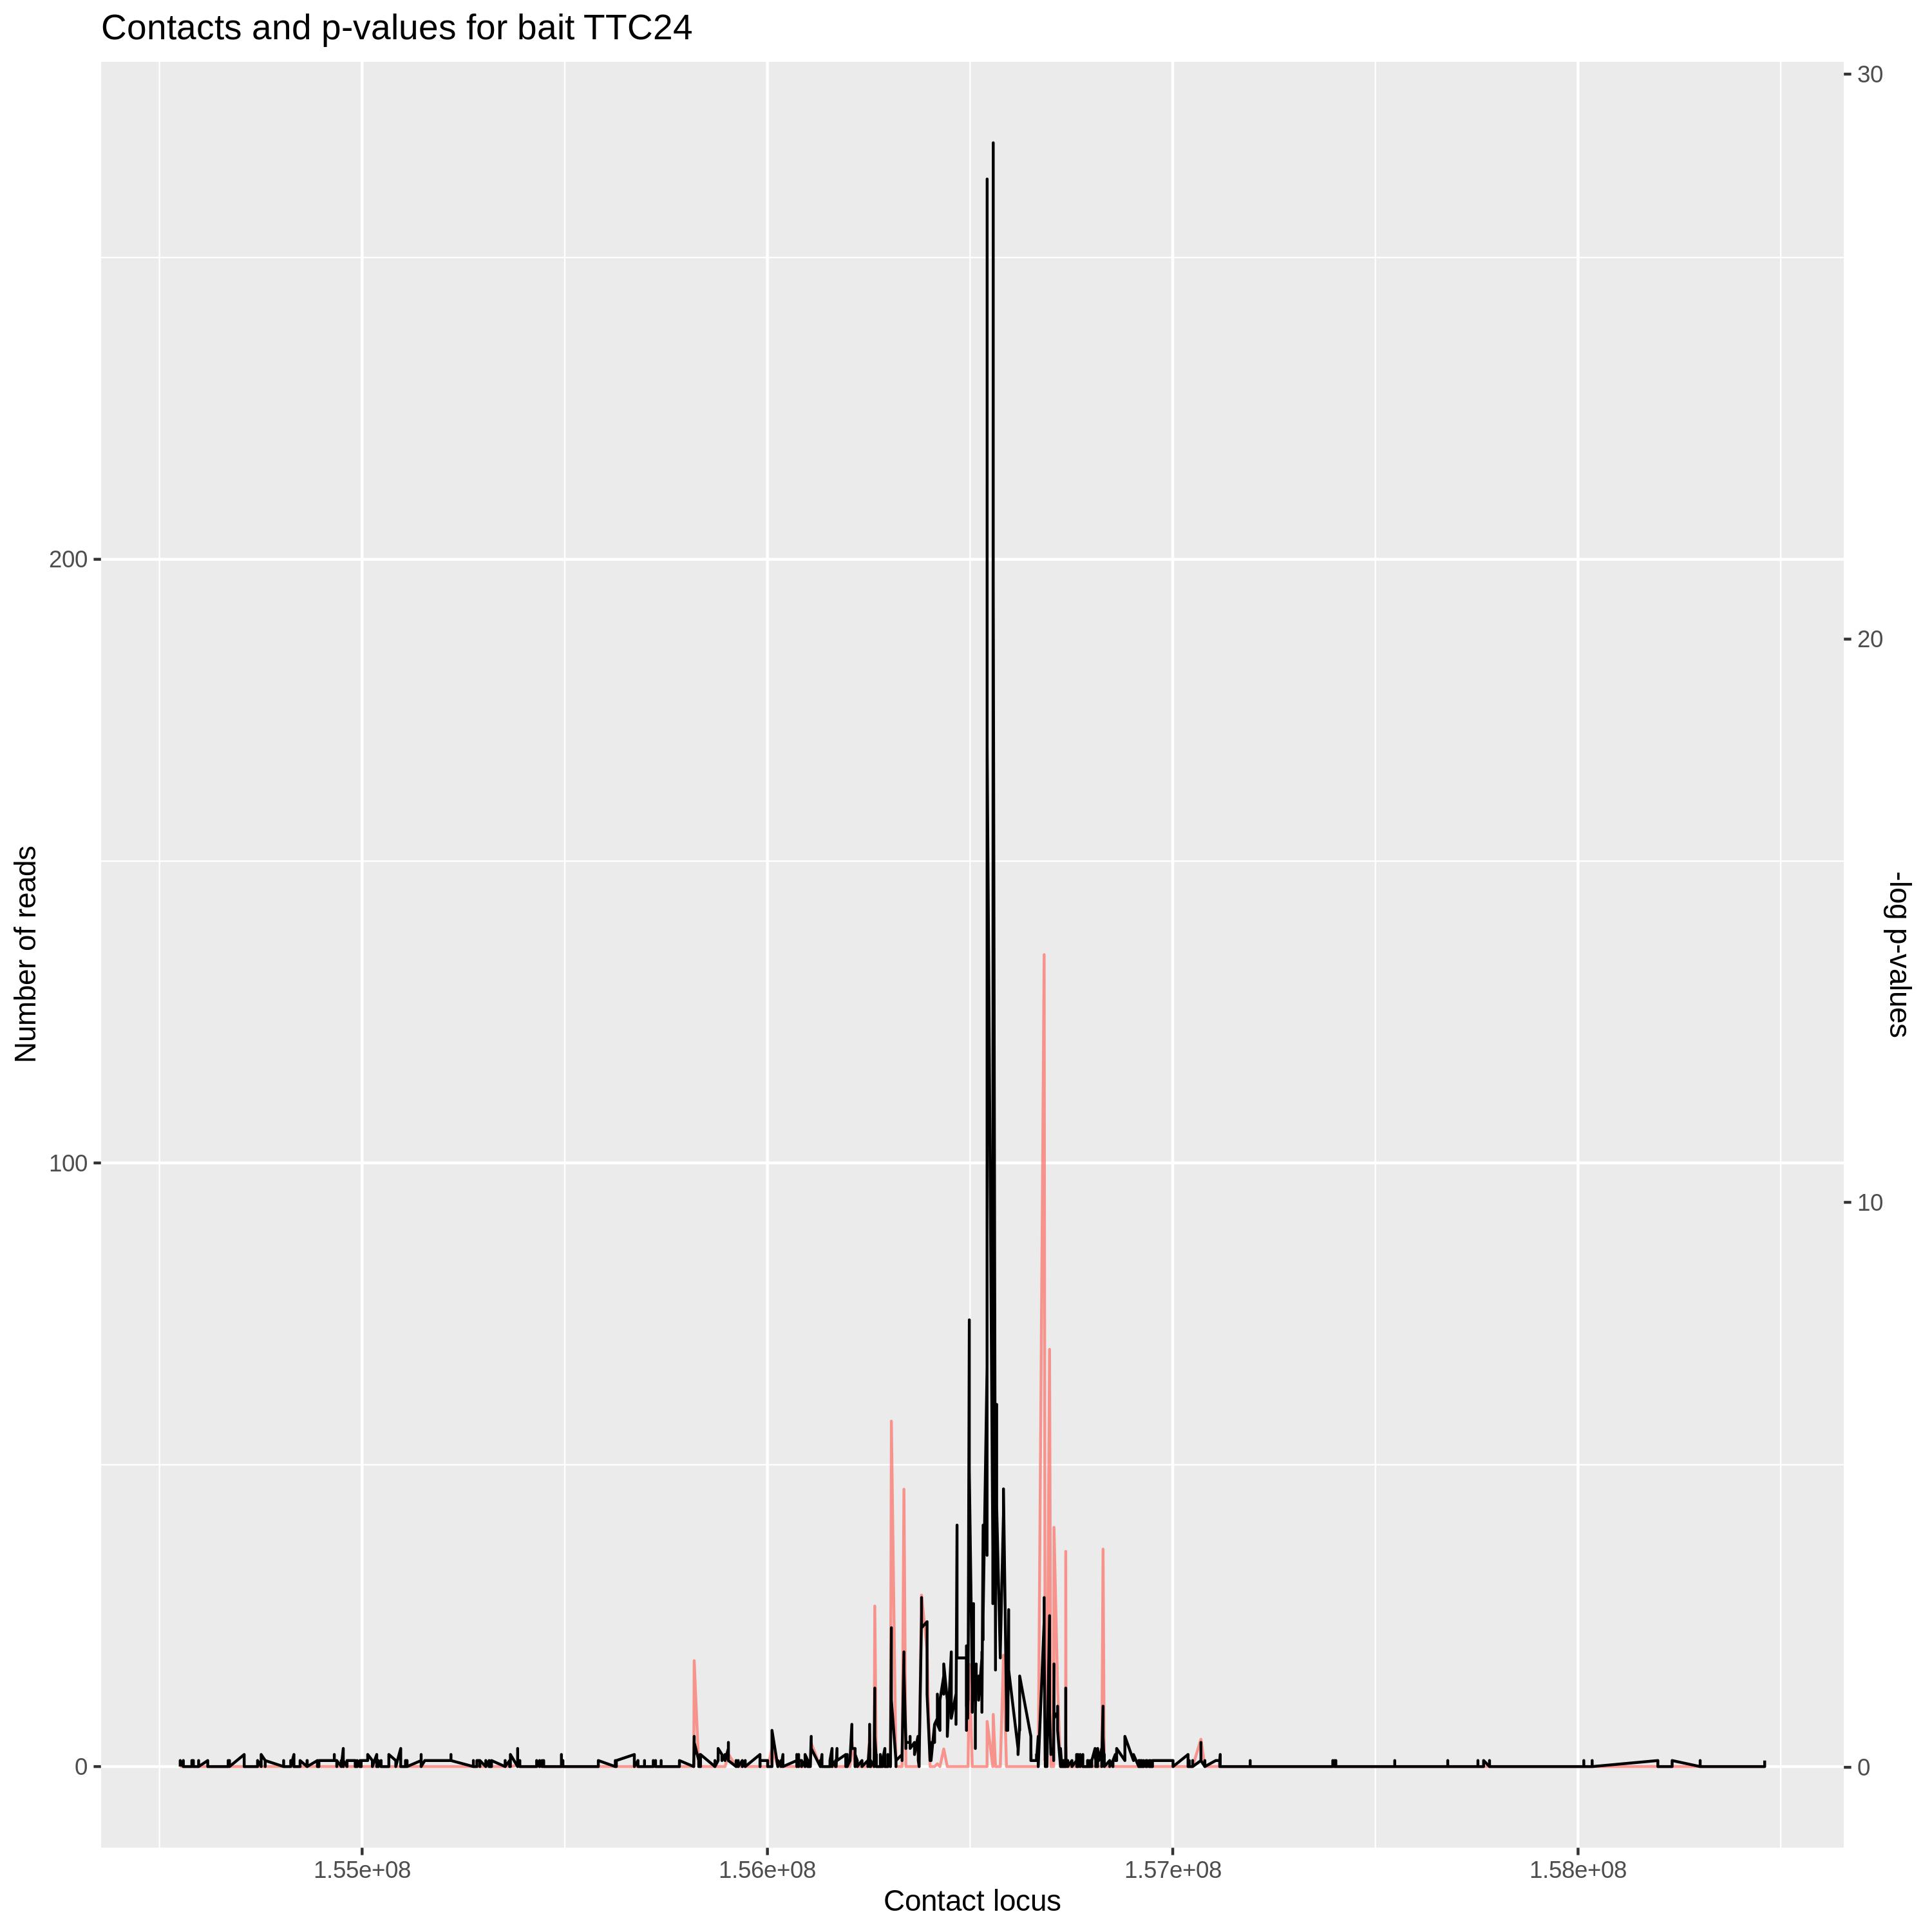 Contacts and p-values for bait TTC24
30
200
20
Number of reads
-log p-values
100
10
0
0
1.55e+08
1.56e+08
1.57e+08
1.58e+08
Contact locus